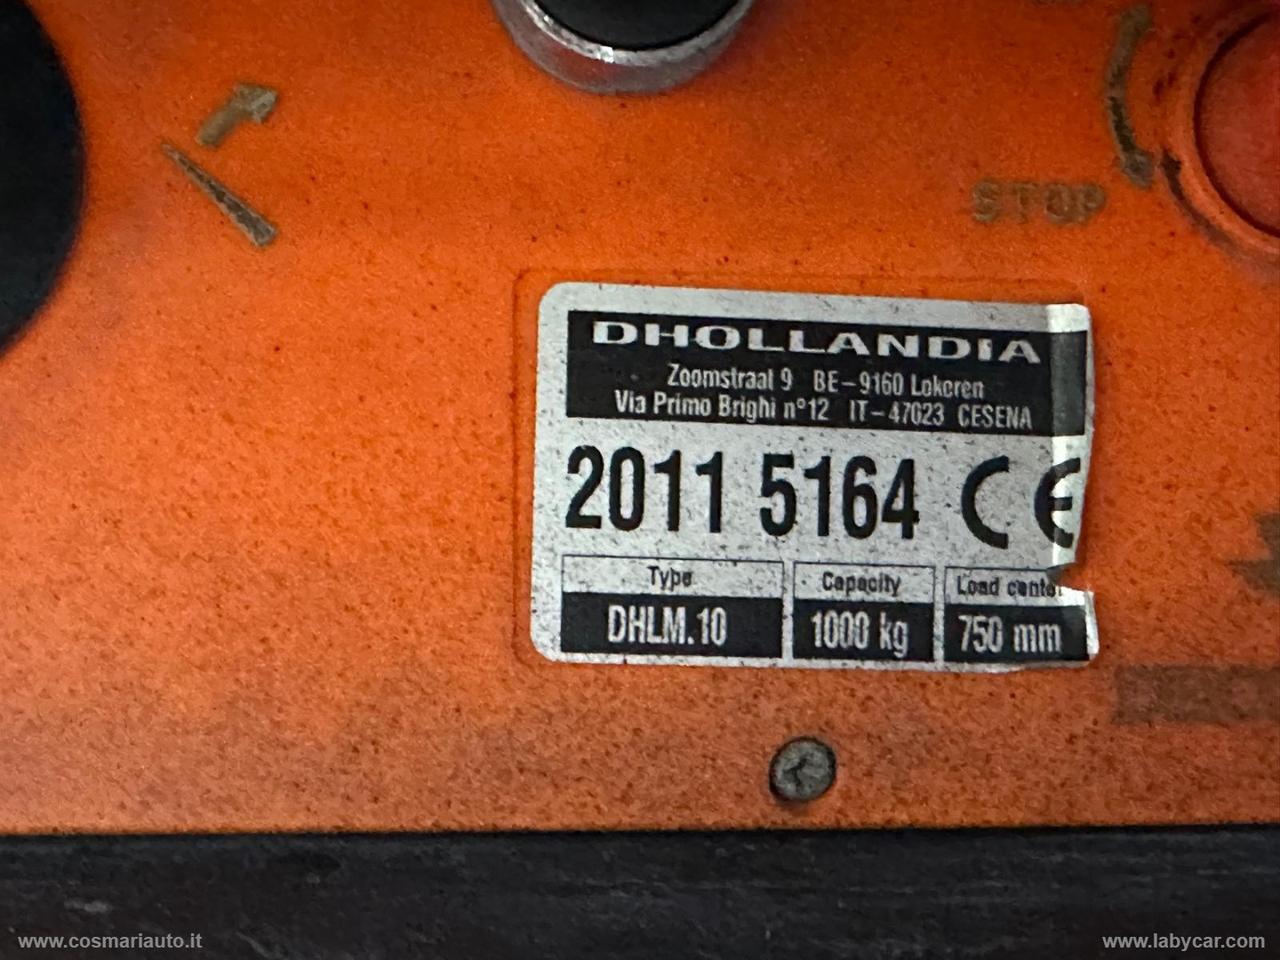 STOP
DHOLLANDIA
Zoomstraat 9 BE-9160 Lokeren
Via Primo Brighi n°12 IT-47023 CESENA
2011 5164 CE
Type Capacity Load center
DHLM.10 1000 kg 750 mm
www.cosmariauto.it www.labycar.com